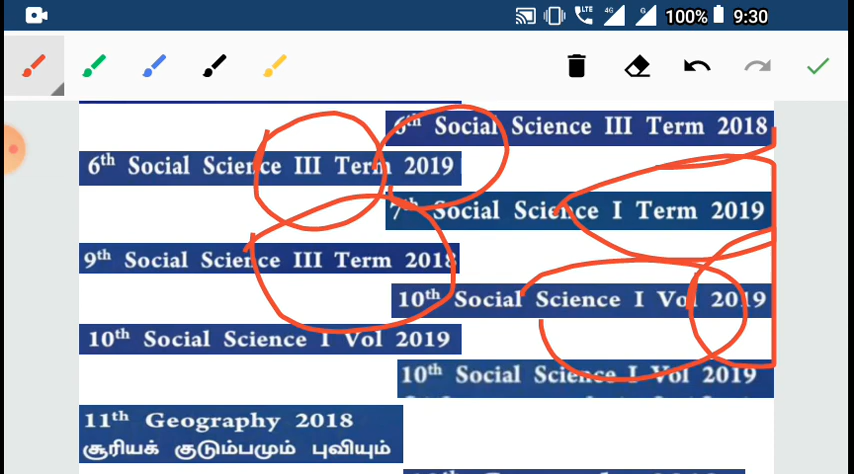 LTE 4G G 100% 9:30
6th Social Science III Term 2018
6th Social Science III Term 2019
7th Social Science I Term 2019
9th Social Science III Term 2018
10th Social Science I Vol 2019
10th Social Science I Vol 2019
10th Social Science I Vol 2019
11th Geography 2018
சூரியக் குடும்பமும் புவியும்